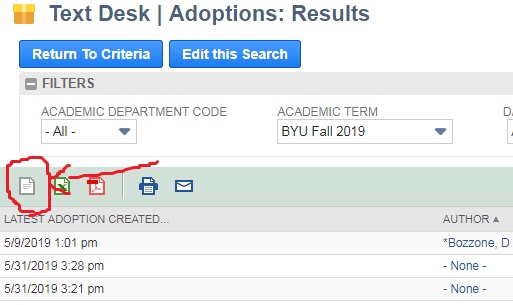 Text Desk | Adoptions: Results
Return To Criteria Edit this Search
FILTERS
ACADEMIC DEPARTMENT CODE ACADEMIC TERM
- All - BYU Fall 2019
LATEST ADOPTION CREATED... AUTHOR
5/9/2019 1:01 pm *Bozzone, D
5/31/2019 3:28 pm - None -
5/31/2019 3:21 pm - None -